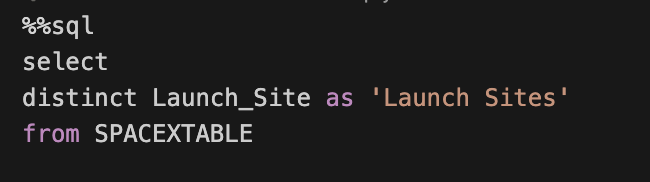 %%sql
select
distinct Launch_Site as 'Launch Sites'
from SPACEXTABLE